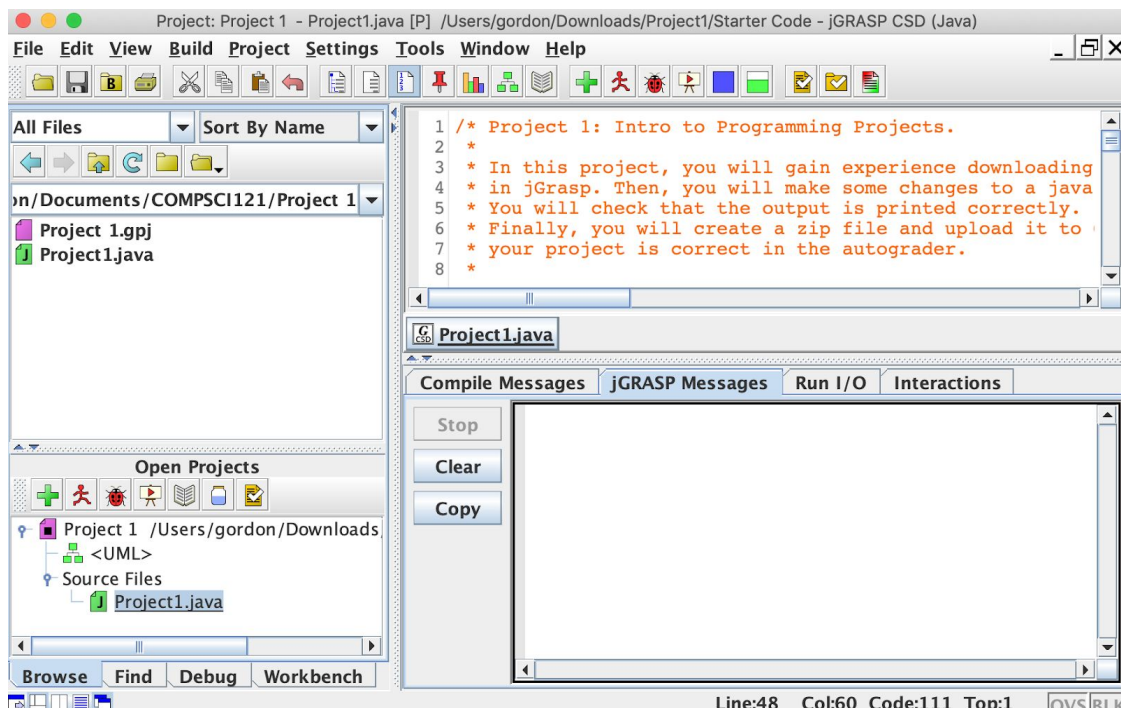 Project: Project 1 - Project1.java [P] /Users/gordon/Downloads/Project1/Starter Code - jGRASP CSD (Java)
File Edit View Build Project Settings Tools Window Help
All Files Sort By Name
on/Documents/COMPSCI121/Project 1
Project 1.gpj
Project1.java
1 /* Project 1: Intro to Programming Projects.
2 *
3 * In this project, you will gain experience downloading
4 * in jGrasp. Then, you will make some changes to a java
5 * You will check that the output is printed correctly.
6 * Finally, you will create a zip file and upload it to
7 * your project is correct in the autograder.
8 *
Project1.java
Compile Messages jGRASP Messages Run I/O Interactions
Stop
Clear
Copy
Open Projects
Project 1 /Users/gordon/Downloads
<UML>
Source Files
Project1.java
Browse Find Debug Workbench
Line:48 Col:60 Code:111 Top:1 OVS BLK